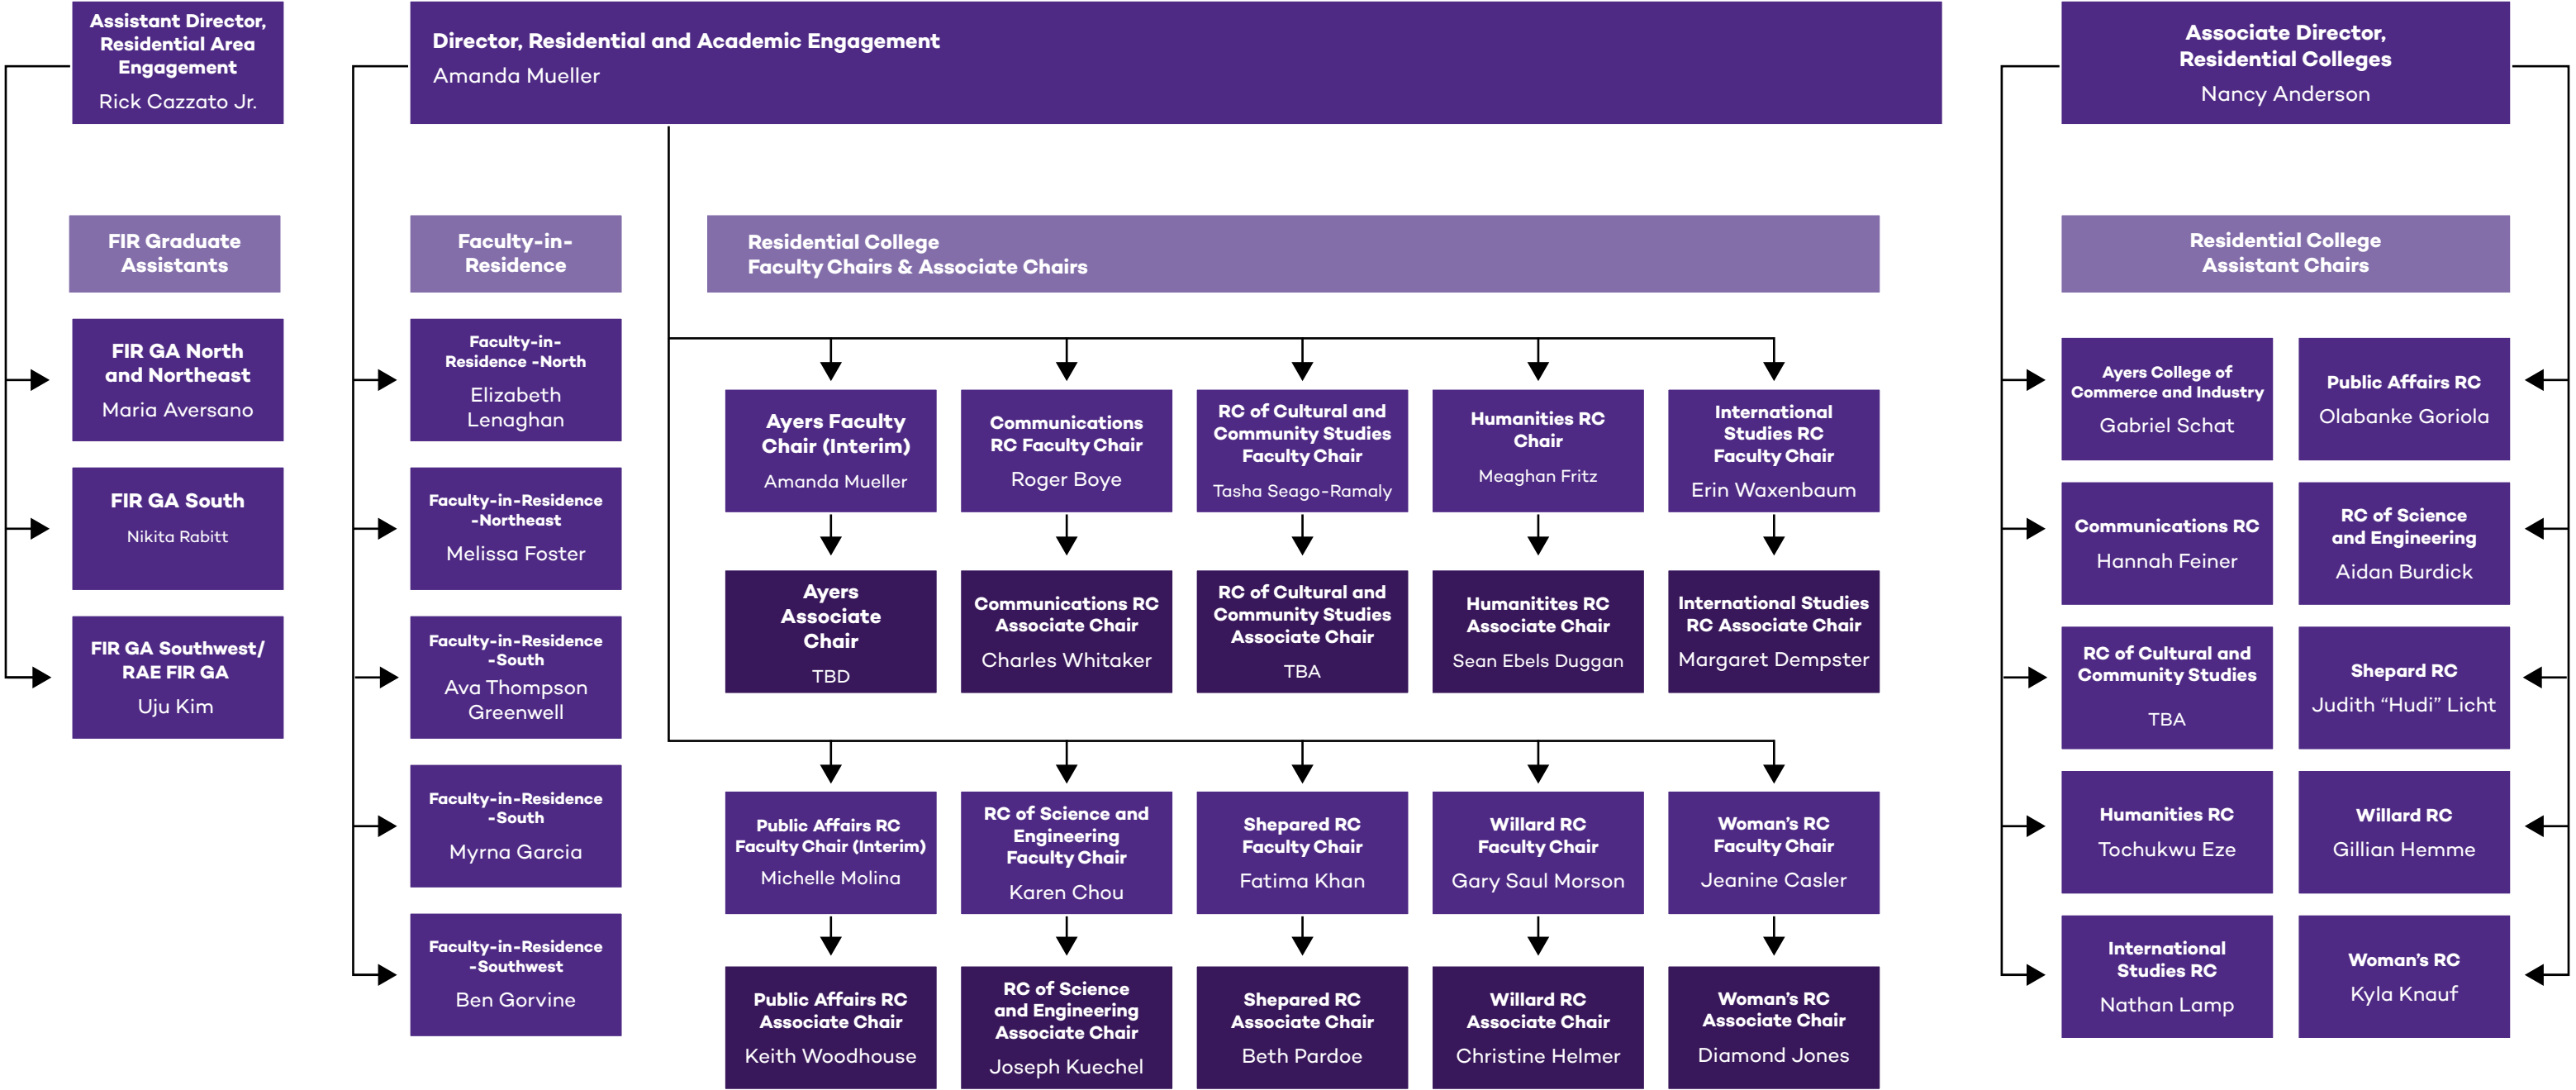 Assistant Director,
Residential Area
Engagement
Rick Cazzato Jr.
FIR Graduate
Assistants
FIR GA North
and Northeast
Maria Aversano
FIR GA South
Nikita Rabitt
FIR GA Southwest/
RAE FIR GA
Uju Kim
Director, Residential and Academic Engagement
Amanda Mueller
Faculty-in-
Residence
Faculty-in-
Residence -North
Elizabeth
Lenaghan
Faculty-in-Residence
-Northeast
Melissa Foster
Faculty-in-Residence
-South
Ava Thompson
Greenwell
Faculty-in-Residence
-South
Myrna Garcia
Faculty-in-Residence
-Southwest
Ben Gorvine
Residential College
Faculty Chairs & Associate Chairs
Ayers Faculty
Chair (Interim)
Amanda Mueller
Communications
RC Faculty Chair
Roger Boye
RC of Cultural and
Community Studies
Faculty Chair
Tasha Seago-Ramaly
Humanities RC
Chair
Meaghan Fritz
International
Studies RC
Faculty Chair
Erin Waxenbaum
Ayers
Associate
Chair
TBD
Communications RC
Associate Chair
Charles Whitaker
RC of Cultural and
Community Studies
Associate Chair
TBA
Humanitites RC
Associate Chair
Sean Ebels Duggan
International Studies
RC Associate Chair
Margaret Dempster
Public Affairs RC
Faculty Chair (Interim)
Michelle Molina
RC of Science and
Engineering
Faculty Chair
Karen Chou
Shepared RC
Faculty Chair
Fatima Khan
Willard RC
Faculty Chair
Gary Saul Morson
Woman’s RC
Faculty Chair
Jeanine Casler
Public Affairs RC
Associate Chair
Keith Woodhouse
RC of Science
and Engineering
Associate Chair
Joseph Kuechel
Shepared RC
Associate Chair
Beth Pardoe
Willard RC
Associate Chair
Christine Helmer
Woman’s RC
Associate Chair
Diamond Jones
Associate Director,
Residential Colleges
Nancy Anderson
Residential College
Assistant Chairs
Ayers College of
Commerce and Industry
Gabriel Schat
Public Affairs RC
Olabanke Goriola
Communications RC
Hannah Feiner
RC of Science
and Engineering
Aidan Burdick
RC of Cultural and
Community Studies
TBA
Shepard RC
Judith “Hudi” Licht
Humanities RC
Tochukwu Eze
Willard RC
Gillian Hemme
International
Studies RC
Nathan Lamp
Woman’s RC
Kyla Knauf